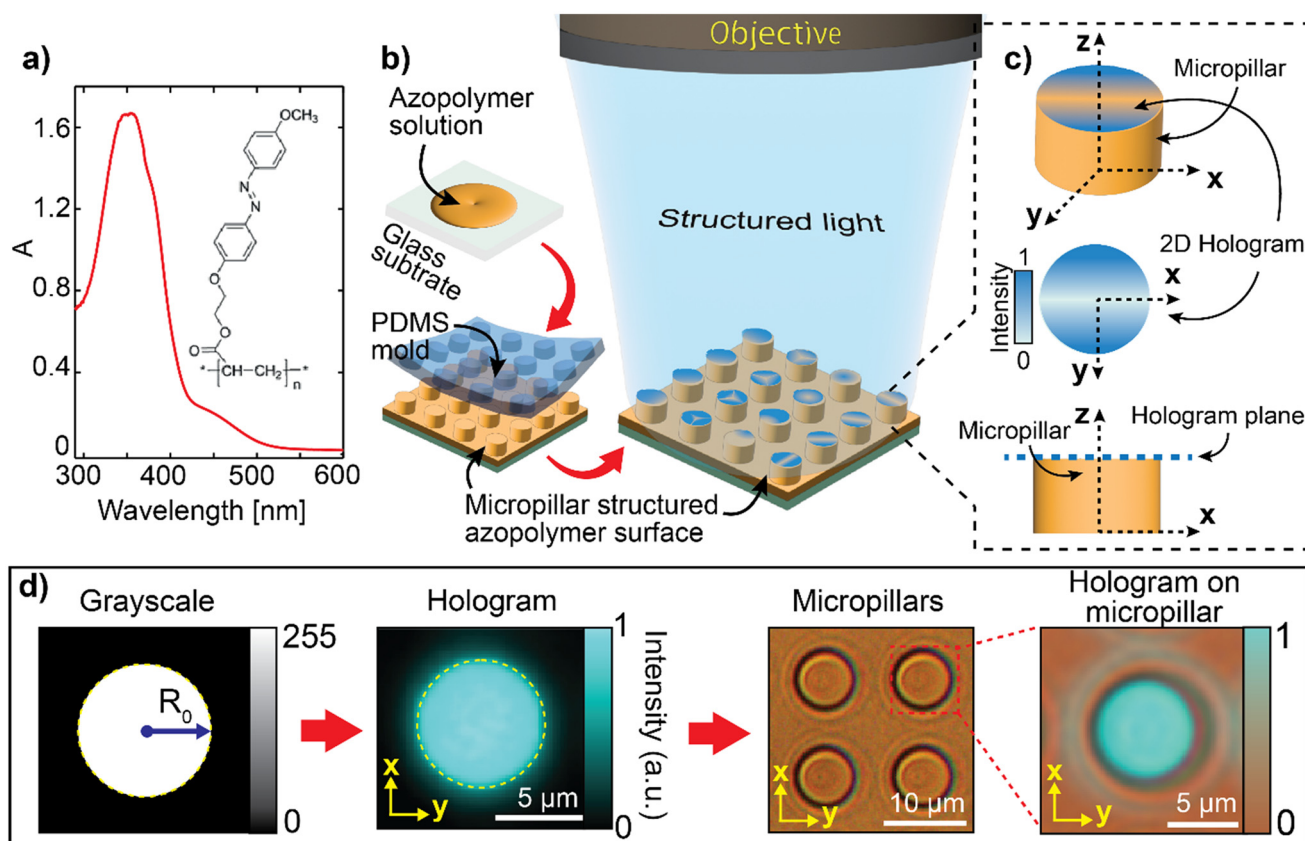 a)
1.6
1.2
0.8
0.4
0
A
300
400
500
600
Wavelength [nm]
OCH₃
N
N
O
O
O
*
CH-CH₂
n
*
b)
Objective
Azopolymer
solution
Glass
subtrate
PDMS
mold
Structured light
Micropillar structured
azopolymer surface
c)
z
Micropillar
x
y
2D Hologram
1
Intensity
0
x
y
z
Hologram plane
Micropillar
x
d)
Grayscale
255
R₀
0
Hologram
1
Intensity (a.u.)
x
y
5 µm
0
Micropillars
x
y
10 µm
Hologram on
micropillar
1
x
y
5 µm
0